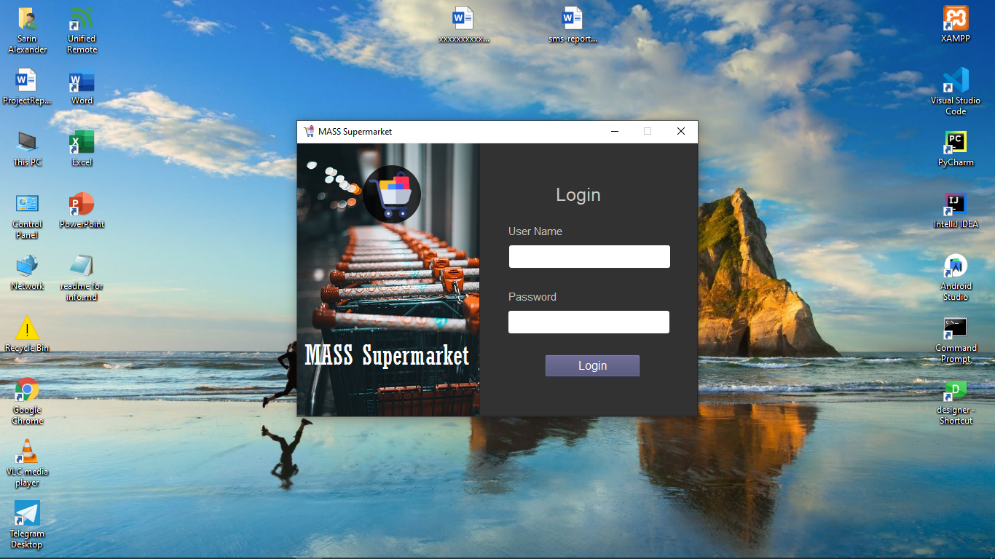 Sarin
Alexander
Unified
Remote
xxxxxxxxxx...
sms-report...
XAMPP
ProjectRep...
Word
Visual Studio
Code
MASS Supermarket
This PC
Excel
PyCharm
Login
Control
Panel
PowerPoint
IntelliJ IDEA
User Name
Network
readme for
info.md
Android
Studio
Password
Recycle Bin
Command
Prompt
MASS Supermarket
Login
Google
Chrome
designer -
Shortcut
VLC media
player
Telegram
Desktop